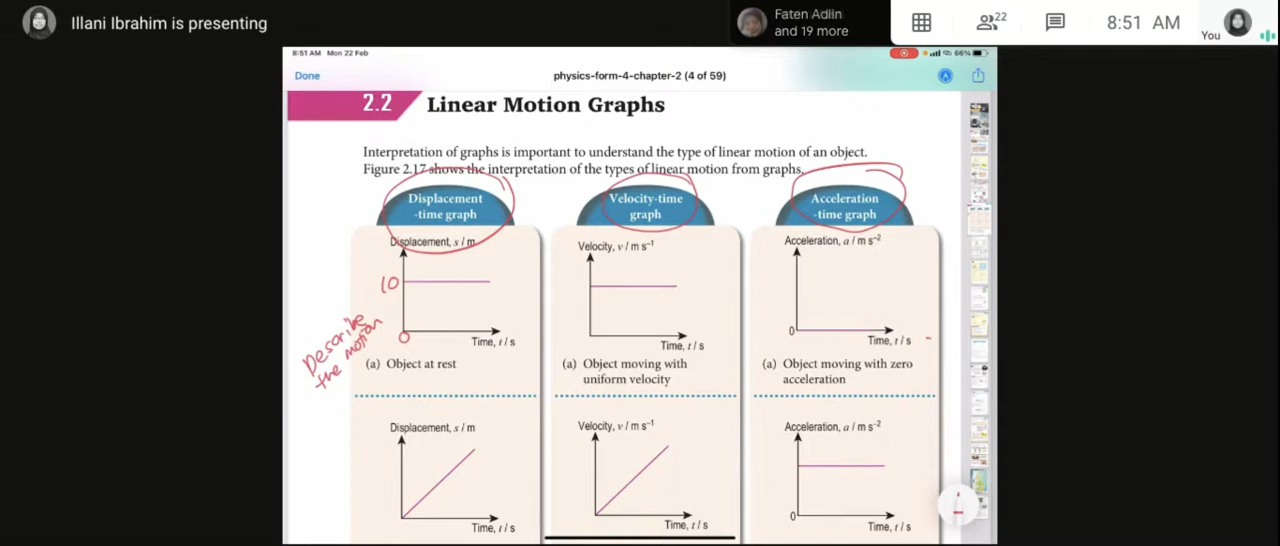 Illani Ibrahim is presenting
Faten Adlin
and 19 more
22
8:51 AM
You
8:51 AM Mon 22 Feb
66%
Done
physics-form-4-chapter-2 (4 of 59)
2.2 Linear Motion Graphs
Interpretation of graphs is important to understand the type of linear motion of an object.
Figure 2.17 shows the interpretation of the types of linear motion from graphs.
Displacement
-time graph
Displacement, s / m
10
0
Time, t / s
Describe
the motion
(a) Object at rest
Displacement, s / m
Time, t / s
Velocity-time
graph
Velocity, v / m s⁻¹
Time, t / s
(a) Object moving with
uniform velocity
Velocity, v / m s⁻¹
Time, t / s
Acceleration
-time graph
Acceleration, a / m s⁻²
0
Time, t / s
(a) Object moving with zero
acceleration
Acceleration, a / m s⁻²
0
Time, t / s